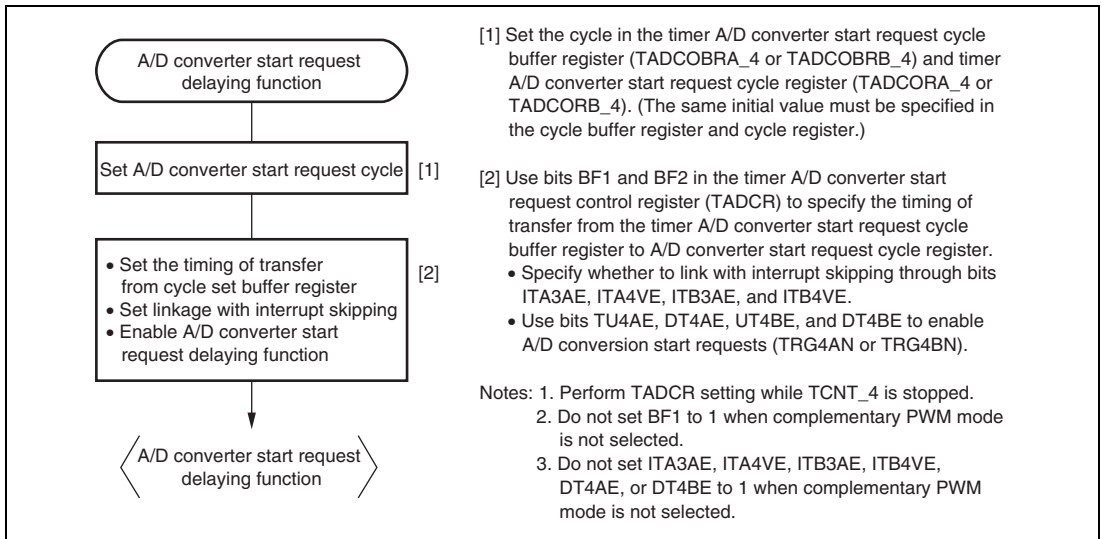 A/D converter start request
delaying function
Set A/D converter start request cycle
[1]
• Set the timing of transfer
from cycle set buffer register
• Set linkage with interrupt skipping
• Enable A/D converter start
request delaying function
[2]
A/D converter start request
delaying function
[1] Set the cycle in the timer A/D converter start request cycle
buffer register (TADCOBRA_4 or TADCOBRB_4) and timer
A/D converter start request cycle register (TADCORA_4 or
TADCORB_4). (The same initial value must be specified in
the cycle buffer register and cycle register.)
[2] Use bits BF1 and BF2 in the timer A/D converter start
request control register (TADCR) to specify the timing of
transfer from the timer A/D converter start request cycle
buffer register to A/D converter start request cycle register.
• Specify whether to link with interrupt skipping through bits
ITA3AE, ITA4VE, ITB3AE, and ITB4VE.
• Use bits TU4AE, DT4AE, UT4BE, and DT4BE to enable
A/D conversion start requests (TRG4AN or TRG4BN).
Notes: 1. Perform TADCR setting while TCNT_4 is stopped.
2. Do not set BF1 to 1 when complementary PWM mode
is not selected.
3. Do not set ITA3AE, ITA4VE, ITB3AE, ITB4VE,
DT4AE, or DT4BE to 1 when complementary PWM
mode is not selected.